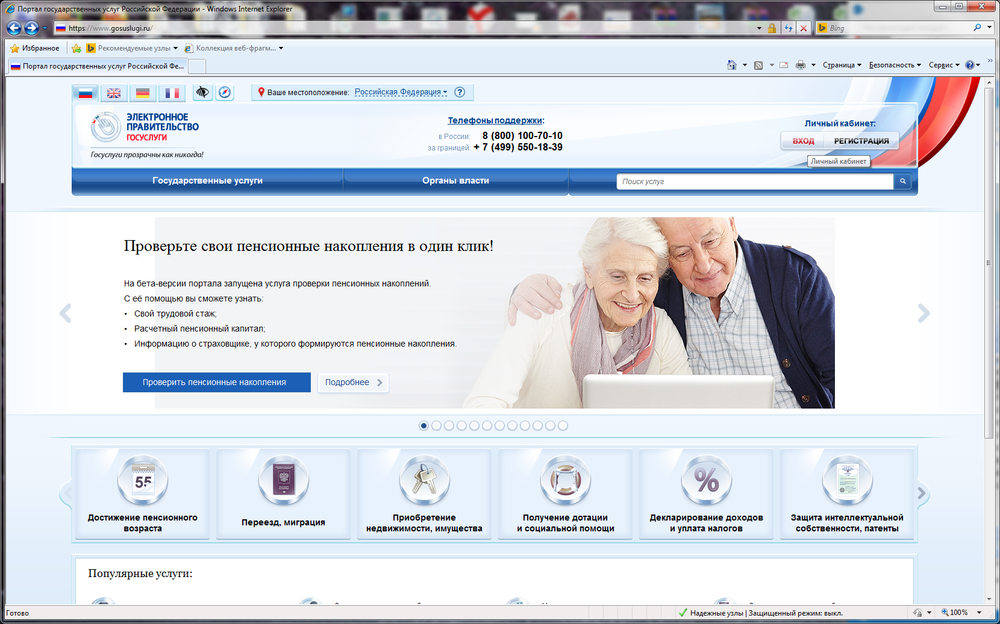 Портал государственных услуг Российской Федерации - Windows Internet Explorer
https://www.gosuslugi.ru/
Bing
Избранное
Рекомендуемые узлы
Коллекция веб-фрагм...
Портал государственных услуг Российской Фе...
Страница
Безопасность
Сервис
Ваше местоположение: Российская Федерация
ЭЛЕКТРОННОЕ
ПРАВИТЕЛЬСТВО
ГОСУСЛУГИ
Госуслуги прозрачны как никогда!
Телефоны поддержки:
в России: 8 (800) 100-70-10
за границей: + 7 (499) 550-18-39
Личный кабинет:
ВХОД РЕГИСТРАЦИЯ
Личный кабинет
Государственные услуги
Органы власти
Поиск услуг
Проверьте свои пенсионные накопления в один клик!
На бета-версии портала запущена услуга проверки пенсионных накоплений.
С её помощью вы сможете узнать:
• Свой трудовой стаж;
• Расчетный пенсионный капитал;
• Информацию о страховщике, у которого формируются пенсионные накопления.
Проверить пенсионные накопления
Подробнее
55
Достижение пенсионного
возраста
Переезд, миграция
Приобретение
недвижимости, имущества
Получение дотации
и социальной помощи
%
Декларирование доходов
и уплата налогов
Защита интеллектуальной
собственности, патенты
Популярные услуги:
Готово
Надежные узлы | Защищенный режим: выкл.
100%